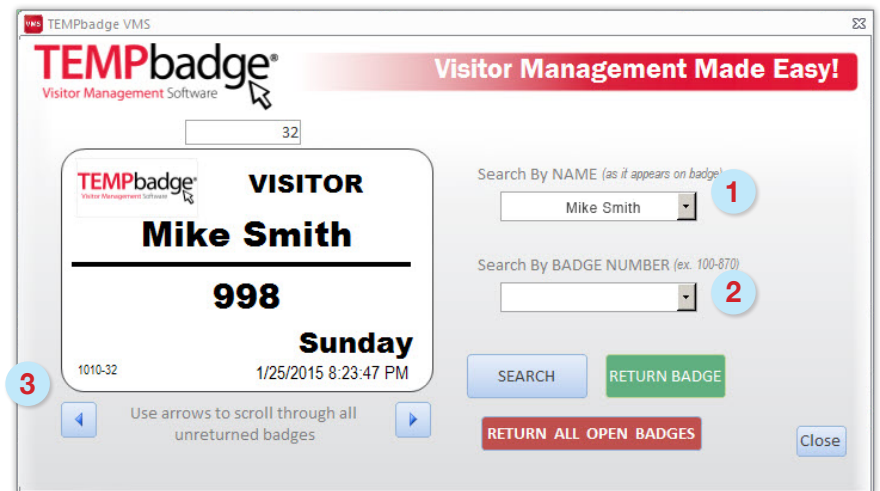 VMS TEMPbadge VMS
TEMPbadge®
Visitor Management Software
Visitor Management Made Easy!
32
TEMPbadge®
Visitor Management Software
VISITOR
Mike Smith
998
Sunday
1010-32
1/25/2015 8:23:47 PM
3
Use arrows to scroll through all
unreturned badges
Search By NAME (as it appears on badge)
1
Mike Smith
Search By BADGE NUMBER (ex. 100-870)
2
SEARCH
RETURN BADGE
RETURN ALL OPEN BADGES
Close